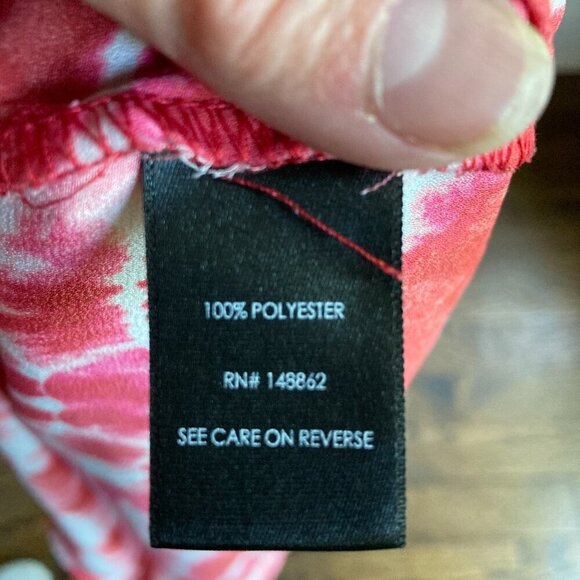 100% POLYESTER
RN# 148862
SEE CARE ON REVERSE